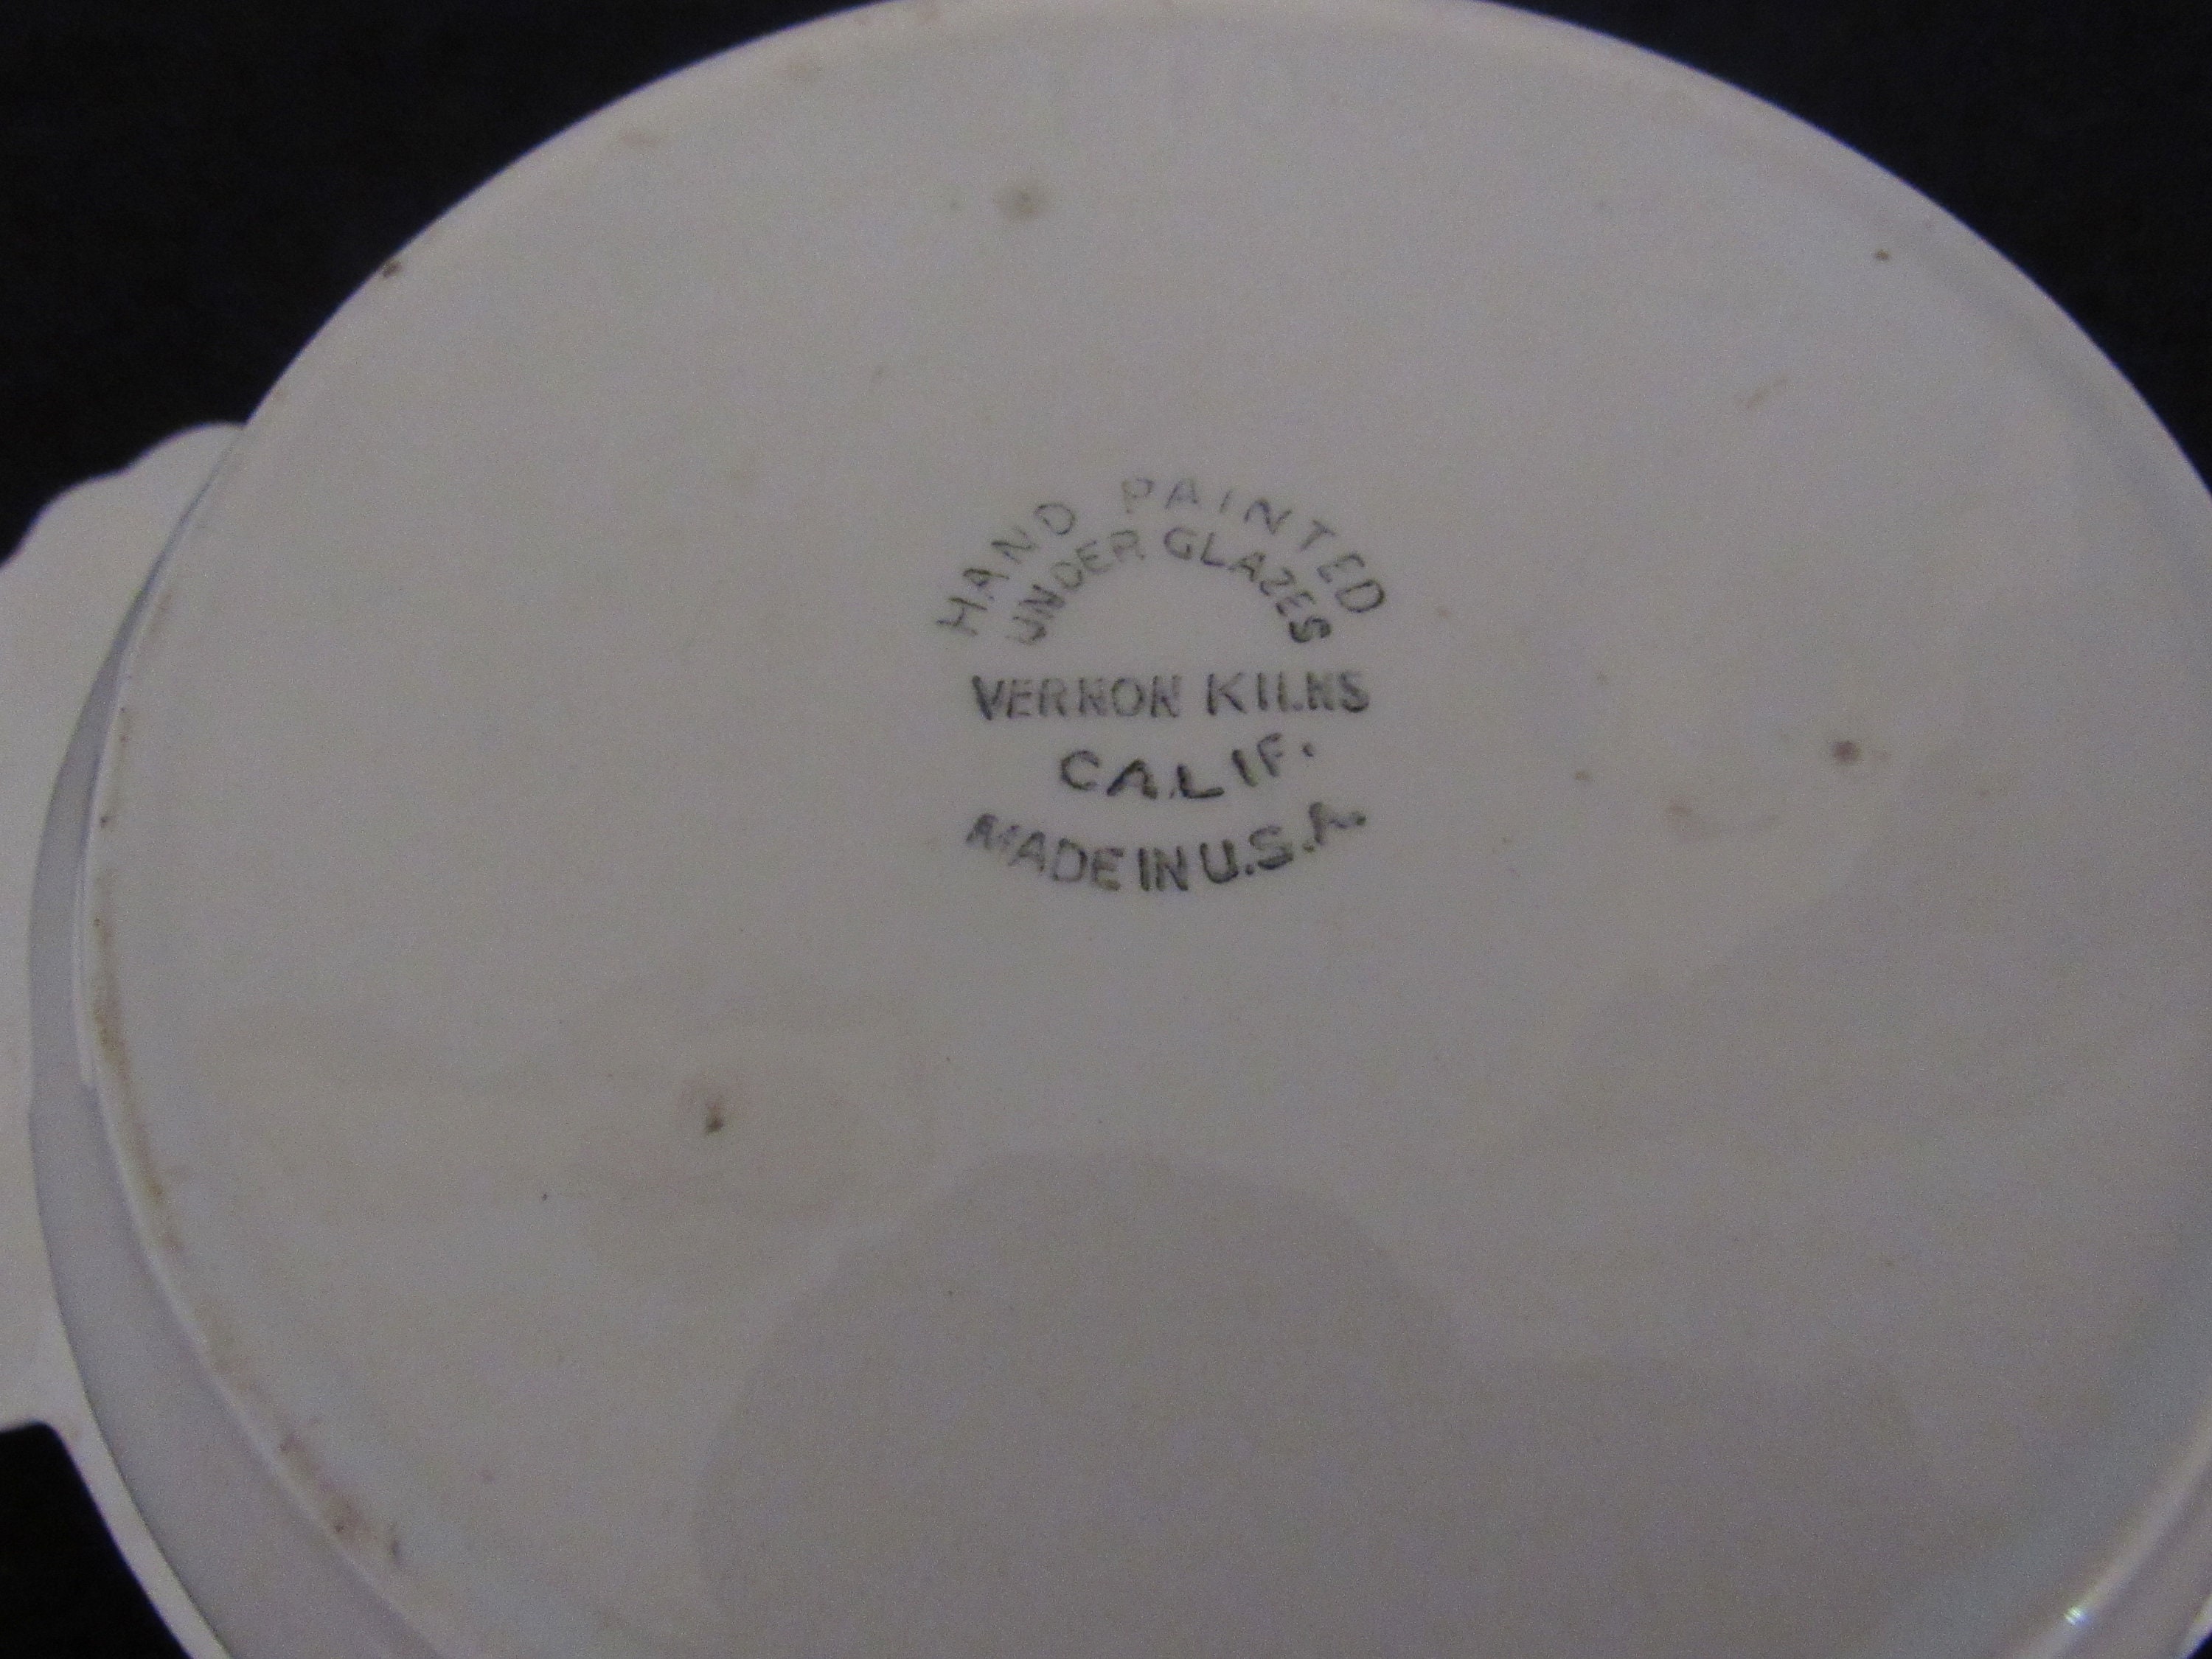 HAND PAINTED
UNDER GLAZES
VERNON KILNS
CALIF.
MADE IN U.S.A.